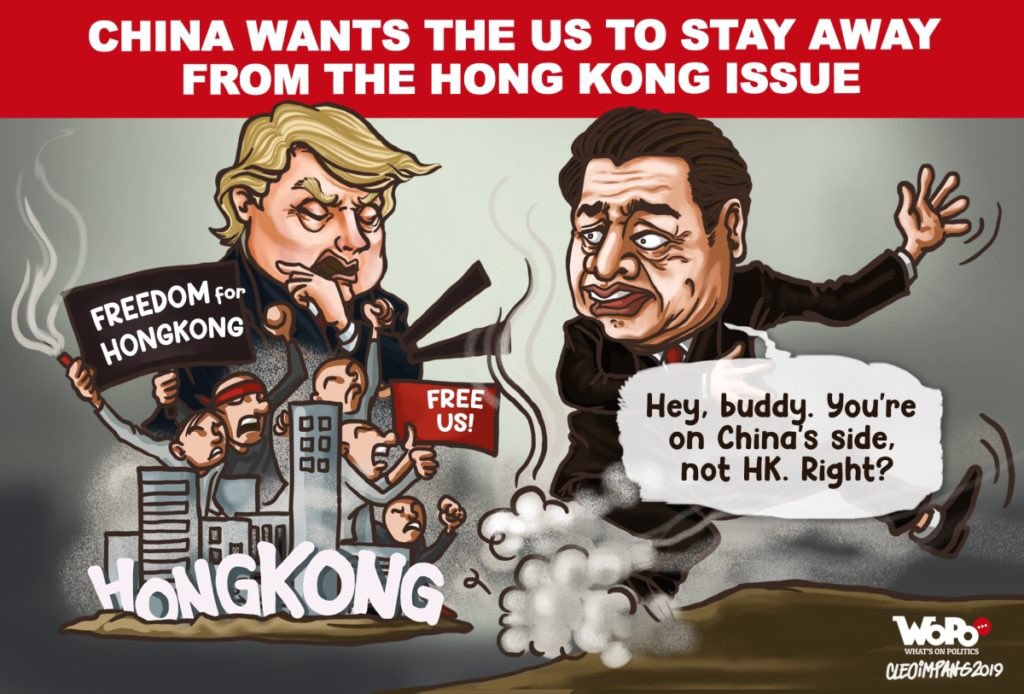 CHINA WANTS THE US TO STAY AWAY
FROM THE HONG KONG ISSUE
FREEDOM for
HONGKONG
FREE
US!
Hey, buddy. You're
on China's side,
not HK. Right?
HONGKONG
WOPO
WHAT'S ON POLITICS
CLEOIMPANG2019